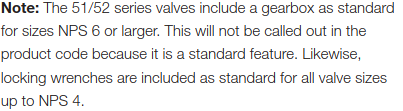 Note: The 51/52 series valves include a gearbox as standard
for sizes NPS 6 or larger. This will not be called out in the
product code because it is a standard feature. Likewise,
locking wrenches are included as standard for all valve sizes
up to NPS 4.